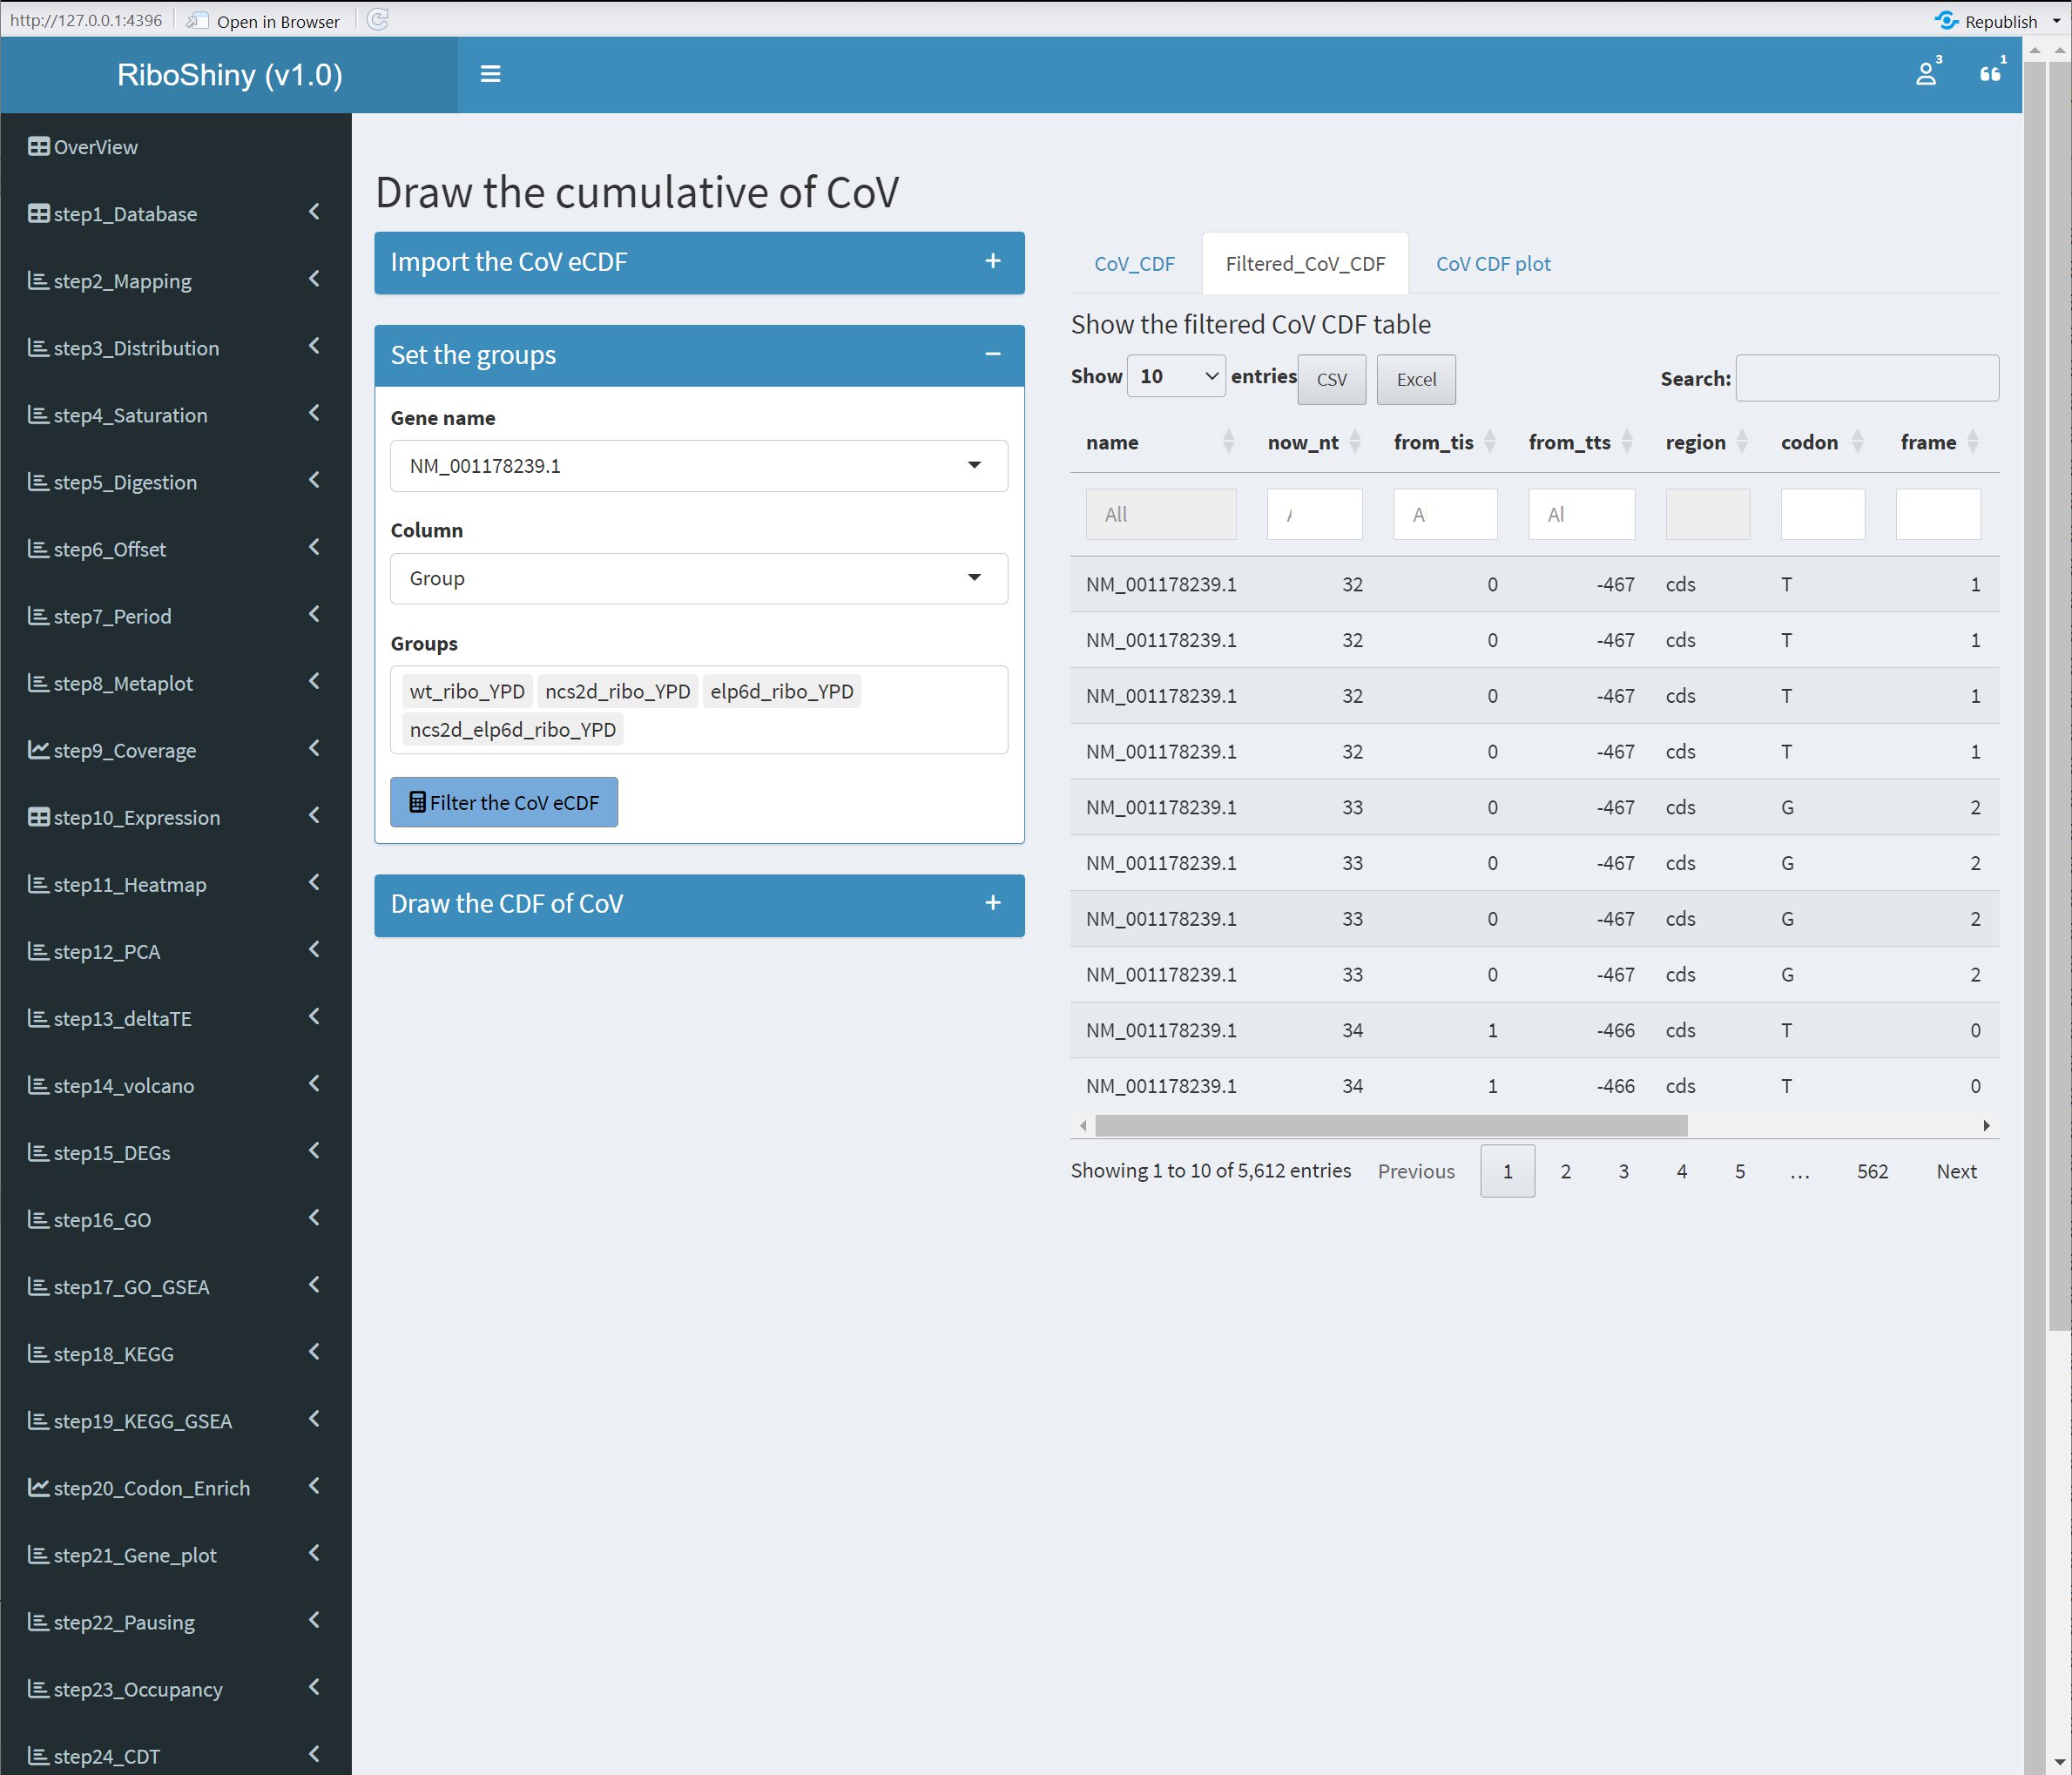 http://127.0.0.1:4396 Open in Browser Republish
RiboShiny (v1.0) 3 1
OverView
step1_Database
step2_Mapping
step3_Distribution
step4_Saturation
step5_Digestion
step6_Offset
step7_Period
step8_Metaplot
step9_Coverage
step10_Expression
step11_Heatmap
step12_PCA
step13_deltaTE
step14_volcano
step15_DEGs
step16_GO
step17_GO_GSEA
step18_KEGG
step19_KEGG_GSEA
step20_Codon_Enrich
step21_Gene_plot
step22_Pausing
step23_Occupancy
step24_CDT
Draw the cumulative of CoV
Import the CoV eCDF +
Set the groups −
Gene name
NM_001178239.1
Column
Group
Groups
wt_ribo_YPD ncs2d_ribo_YPD elp6d_ribo_YPD
ncs2d_elp6d_ribo_YPD
Filter the CoV eCDF
Draw the CDF of CoV +
CoV_CDF Filtered_CoV_CDF CoV CDF plot
Show the filtered CoV CDF table
Show 10 entries CSV Excel Search:
name now_nt from_tis from_tts region codon frame
All A Al
NM_001178239.1 32 0 -467 cds T 1
NM_001178239.1 32 0 -467 cds T 1
NM_001178239.1 32 0 -467 cds T 1
NM_001178239.1 32 0 -467 cds T 1
NM_001178239.1 33 0 -467 cds G 2
NM_001178239.1 33 0 -467 cds G 2
NM_001178239.1 33 0 -467 cds G 2
NM_001178239.1 33 0 -467 cds G 2
NM_001178239.1 34 1 -466 cds T 0
NM_001178239.1 34 1 -466 cds T 0
Showing 1 to 10 of 5,612 entries Previous 1 2 3 4 5 … 562 Next